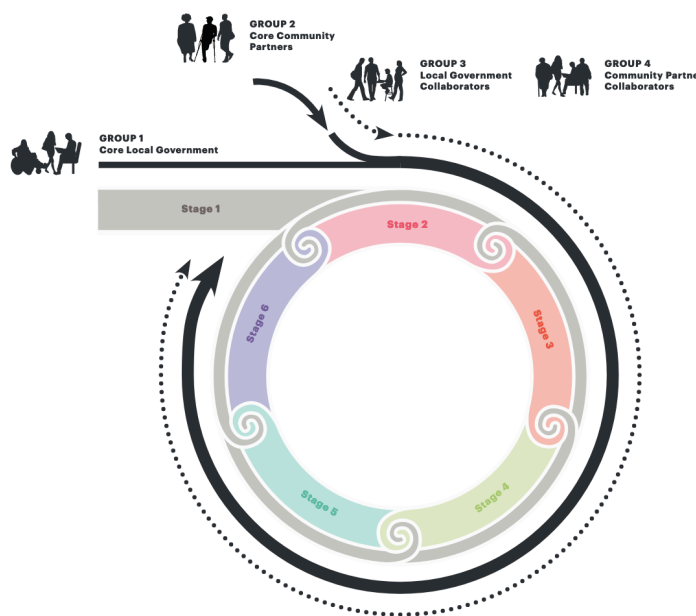 GROUP 2
Core Community
Partners
GROUP 3
Local Government
Collaborators
GROUP 4
Community Partne
Collaborators
GROUP 1
Core Local Government
Stage 1
Stage 2
Stage 3
Stage 4
Stage 5
Stage 6